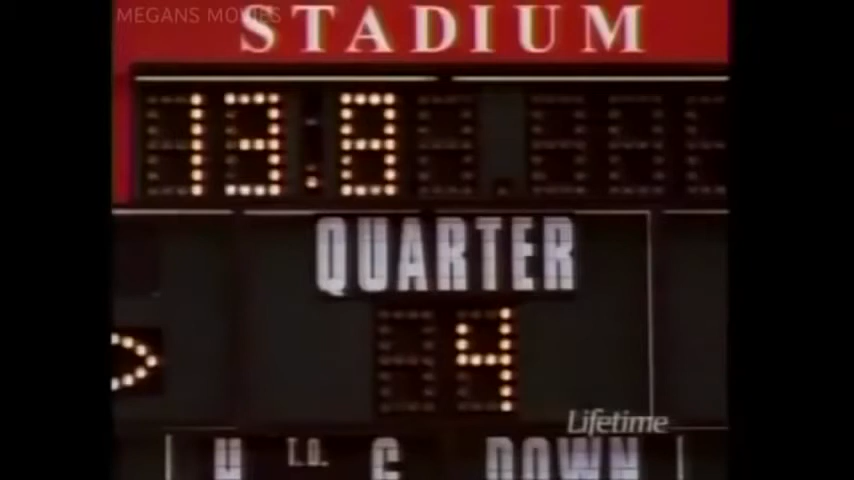 MEGANS MOVIES
STADIUM
13.8
QUARTER
4
Lifetime
T.O.
DOWN